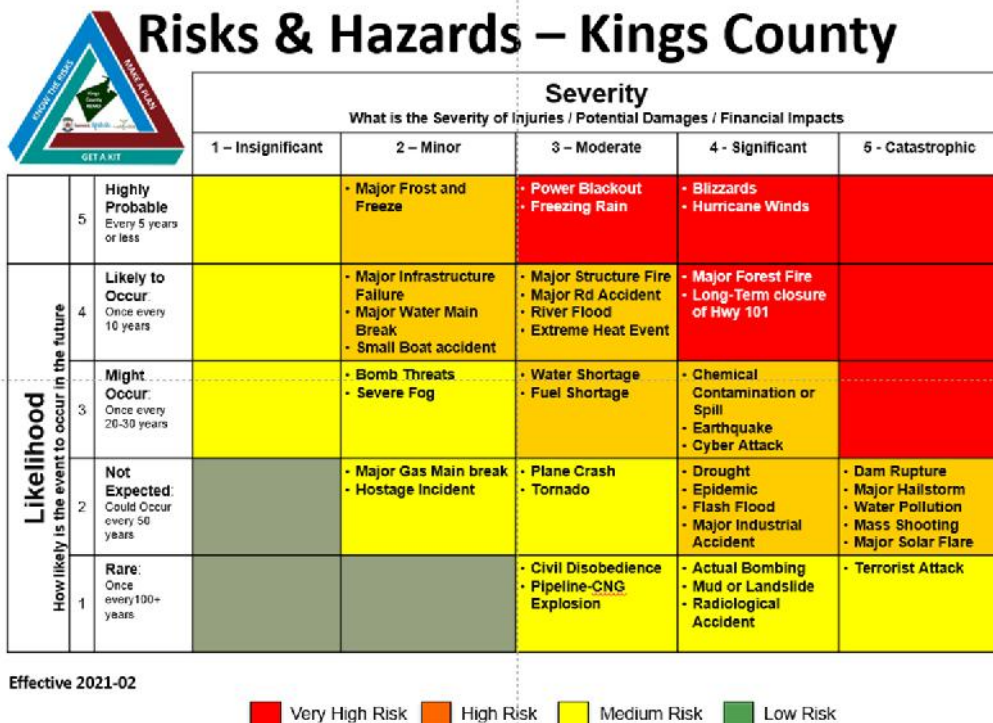 Risks & Hazards – Kings County
KNOW THE RISKS
MAKE A PLAN
GET A KIT
Kings
County
Severity
What is the Severity of Injuries / Potential Damages / Financial Impacts
1 – Insignificant
2 – Minor
3 – Moderate
4 - Significant
5 - Catastrophic
Likelihood
How likely is the event to occur in the future
5
Highly
Probable
Every 5 years
or less
• Major Frost and
Freeze
• Power Blackout
• Freezing Rain
• Blizzards
• Hurricane Winds
4
Likely to
Occur:
Once every
10 years
• Major Infrastructure
Failure
• Major Water Main
Break
• Small Boat accident
• Major Structure Fire
• Major Rd Accident
• River Flood
• Extreme Heat Event
• Major Forest Fire
• Long-Term closure
of Hwy 101
3
Might
Occur:
Once every
20-30 years
• Bomb Threats
• Severe Fog
• Water Shortage
• Fuel Shortage
• Chemical
Contamination or
Spill
• Earthquake
• Cyber Attack
2
Not
Expected:
Could Occur
every 50
years
• Major Gas Main break
• Hostage Incident
• Plane Crash
• Tornado
• Drought
• Epidemic
• Flash Flood
• Major Industrial
Accident
• Dam Rupture
• Major Hailstorm
• Water Pollution
• Mass Shooting
• Major Solar Flare
1
Rare:
Once
every100+
years
• Civil Disobedience
• Pipeline-CNG
Explosion
• Actual Bombing
• Mud or Landslide
• Radiological
Accident
• Terrorist Attack
Effective 2021-02
Very High Risk
High Risk
Medium Risk
Low Risk